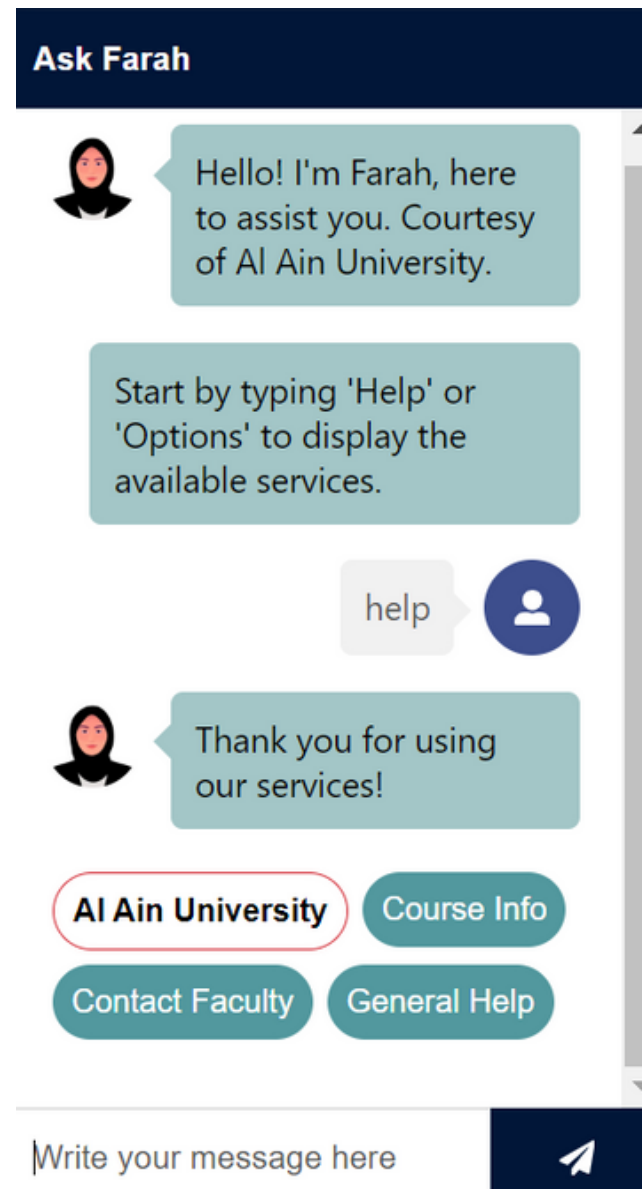 Ask Farah
Hello! I'm Farah, here
to assist you. Courtesy
of Al Ain University.
Start by typing 'Help' or
'Options' to display the
available services.
help
Thank you for using
our services!
Al Ain University
Course Info
Contact Faculty
General Help
Write your message here